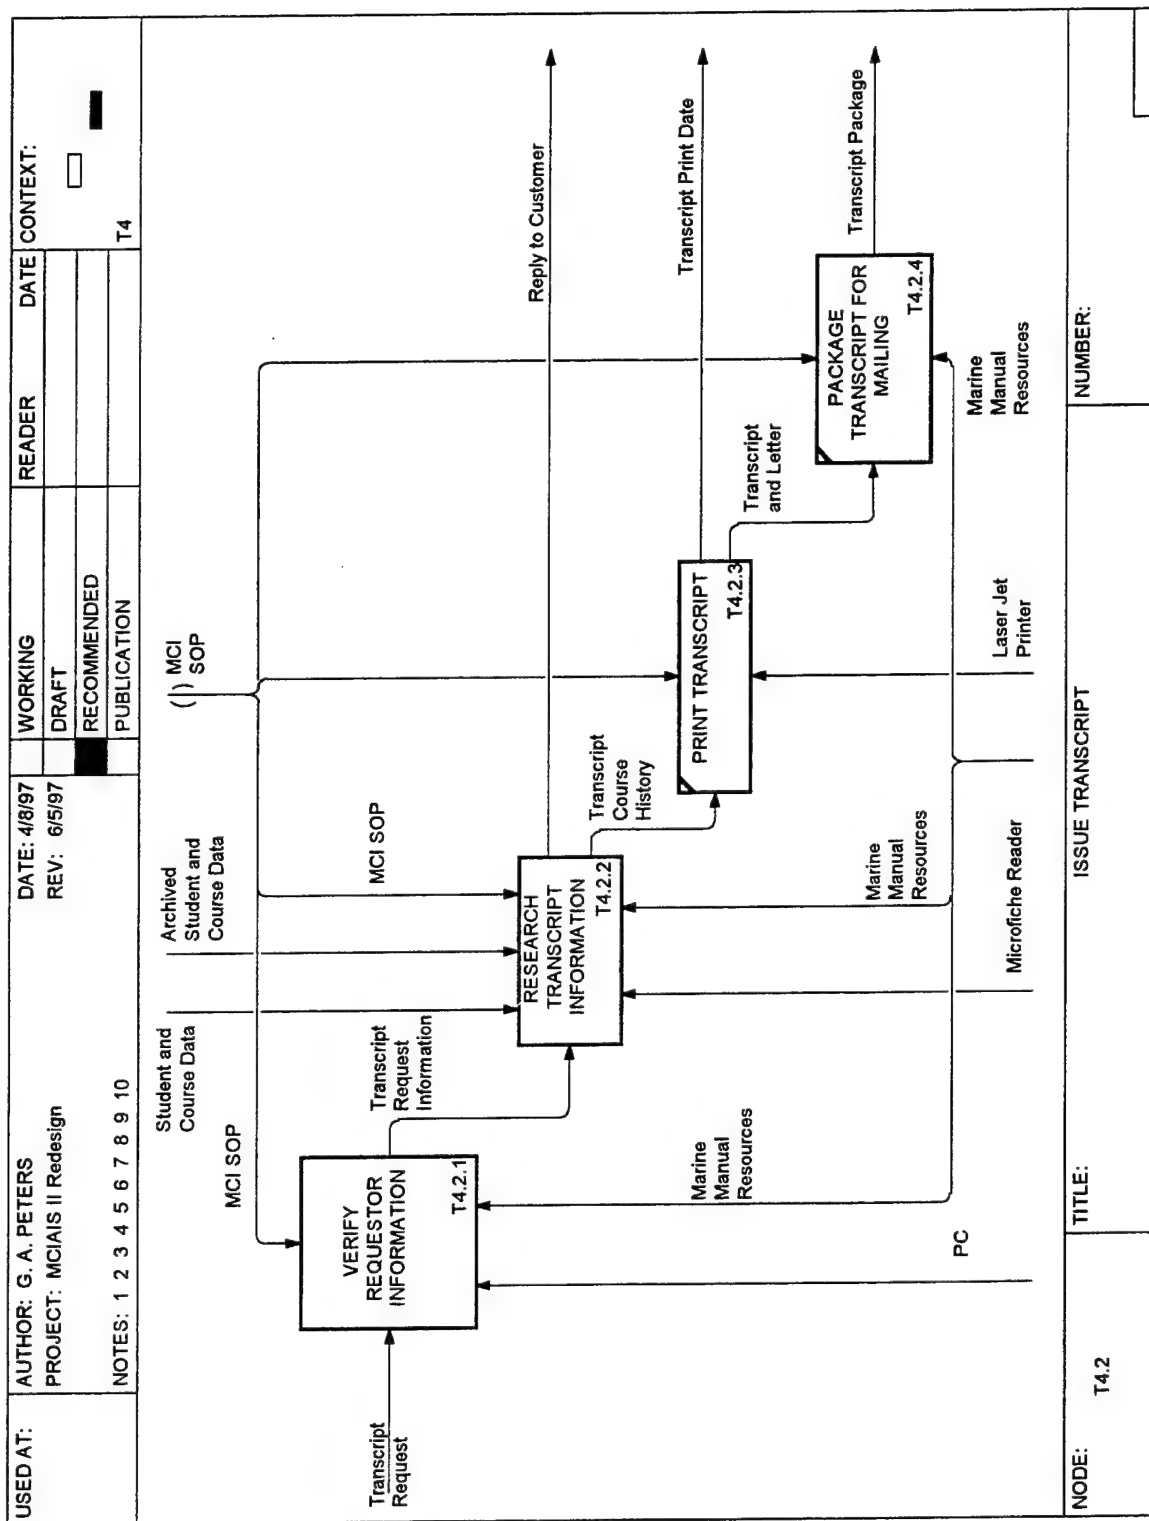 USED AT:
AUTHOR: G. A. PETERS
PROJECT: MCIAIS II Redesign
NOTES: 1 2 3 4 5 6 7 8 9 10
DATE: 4/8/97
REV: 6/5/97
WORKING
DRAFT
RECOMMENDED
PUBLICATION
READER
DATE
CONTEXT:
T4
Student and
Course Data
Archived
Student and
Course Data
MCI
SOP
MCI SOP
MCI SOP
Transcript
Request
VERIFY
REQUESTOR
INFORMATION
T4.2.1
Transcript
Request
Information
RESEARCH
TRANSCRIPT
INFORMATION
T4.2.2
Reply to Customer
Transcript
Course
History
PRINT TRANSCRIPT
T4.2.3
Transcript Print Date
Transcript
and Letter
PACKAGE
TRANSCRIPT FOR
MAILING
T4.2.4
Transcript Package
Marine
Manual
Resources
Marine
Manual
Resources
Marine
Manual
Resources
PC
Microfiche Reader
Laser Jet
Printer
NODE:
T4.2
TITLE:
ISSUE TRANSCRIPT
NUMBER: